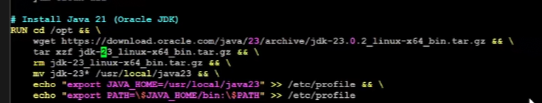 # Install Java 21 (Oracle JDK)
RUN cd /opt && \
wget https://download.oracle.com/java/23/archive/jdk-23.0.2_linux-x64_bin.tar.gz && \
tar xzf jdk-23_linux-x64_bin.tar.gz && \
rm jdk-23_linux-x64_bin.tar.gz && \
mv jdk-23* /usr/local/java23 && \
echo "export JAVA_HOME=/usr/local/java23" >> /etc/profile && \
echo "export PATH=\$JAVA_HOME/bin:\$PATH" >> /etc/profile